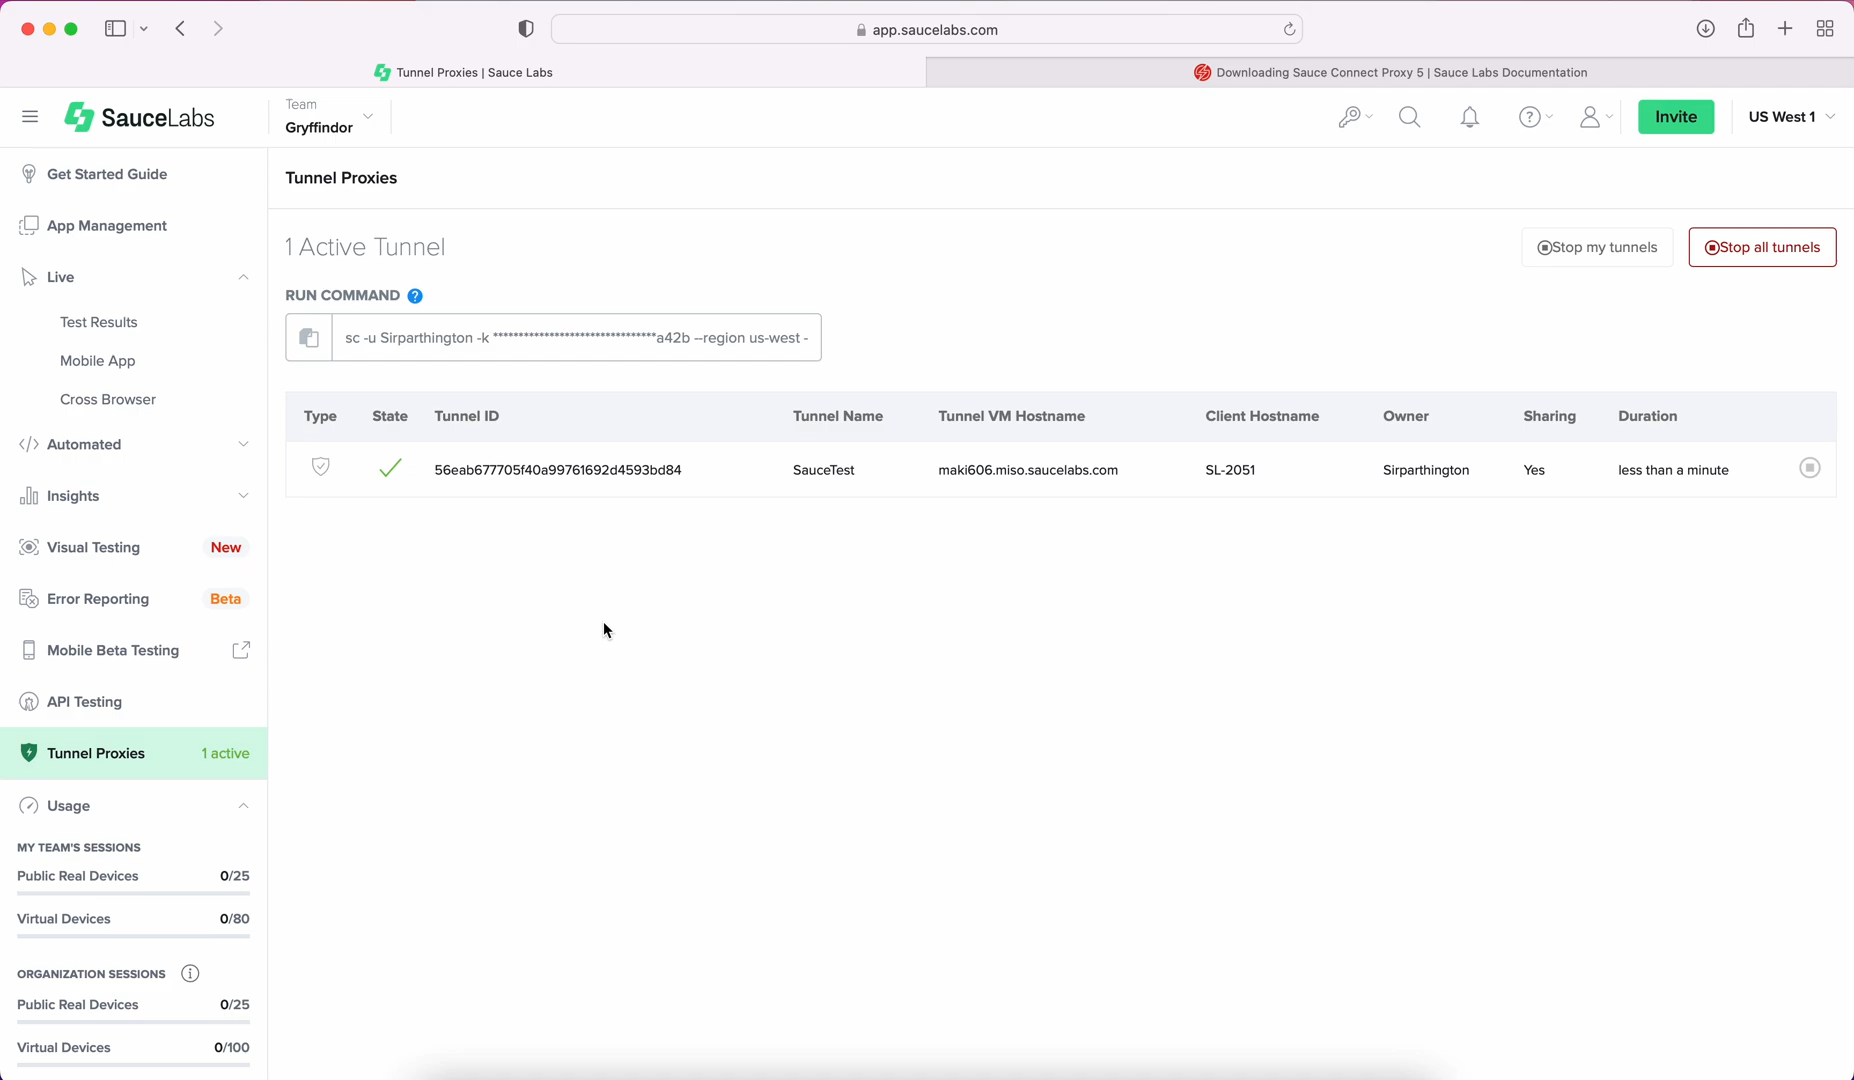 app.saucelabs.com
Tunnel Proxies | Sauce Labs
Downloading Sauce Connect Proxy 5 | Sauce Labs Documentation
SauceLabs
Team
Gryffindor
Invite
US West 1
Get Started Guide
App Management
Live
Test Results
Mobile App
Cross Browser
Automated
Insights
Visual Testing New
Error Reporting Beta
Mobile Beta Testing
API Testing
Tunnel Proxies 1 active
Usage
MY TEAM'S SESSIONS
Public Real Devices 0/25
Virtual Devices 0/80
ORGANIZATION SESSIONS
Public Real Devices 0/25
Virtual Devices 0/100
Tunnel Proxies
1 Active Tunnel
Stop my tunnels
Stop all tunnels
RUN COMMAND ?
sc -u Sirparthington -k ********************************a42b --region us-west -
Type State Tunnel ID Tunnel Name Tunnel VM Hostname Client Hostname Owner Sharing Duration
56eab677705f40a99761692d4593bd84 SauceTest maki606.miso.saucelabs.com SL-2051 Sirparthington Yes less than a minute